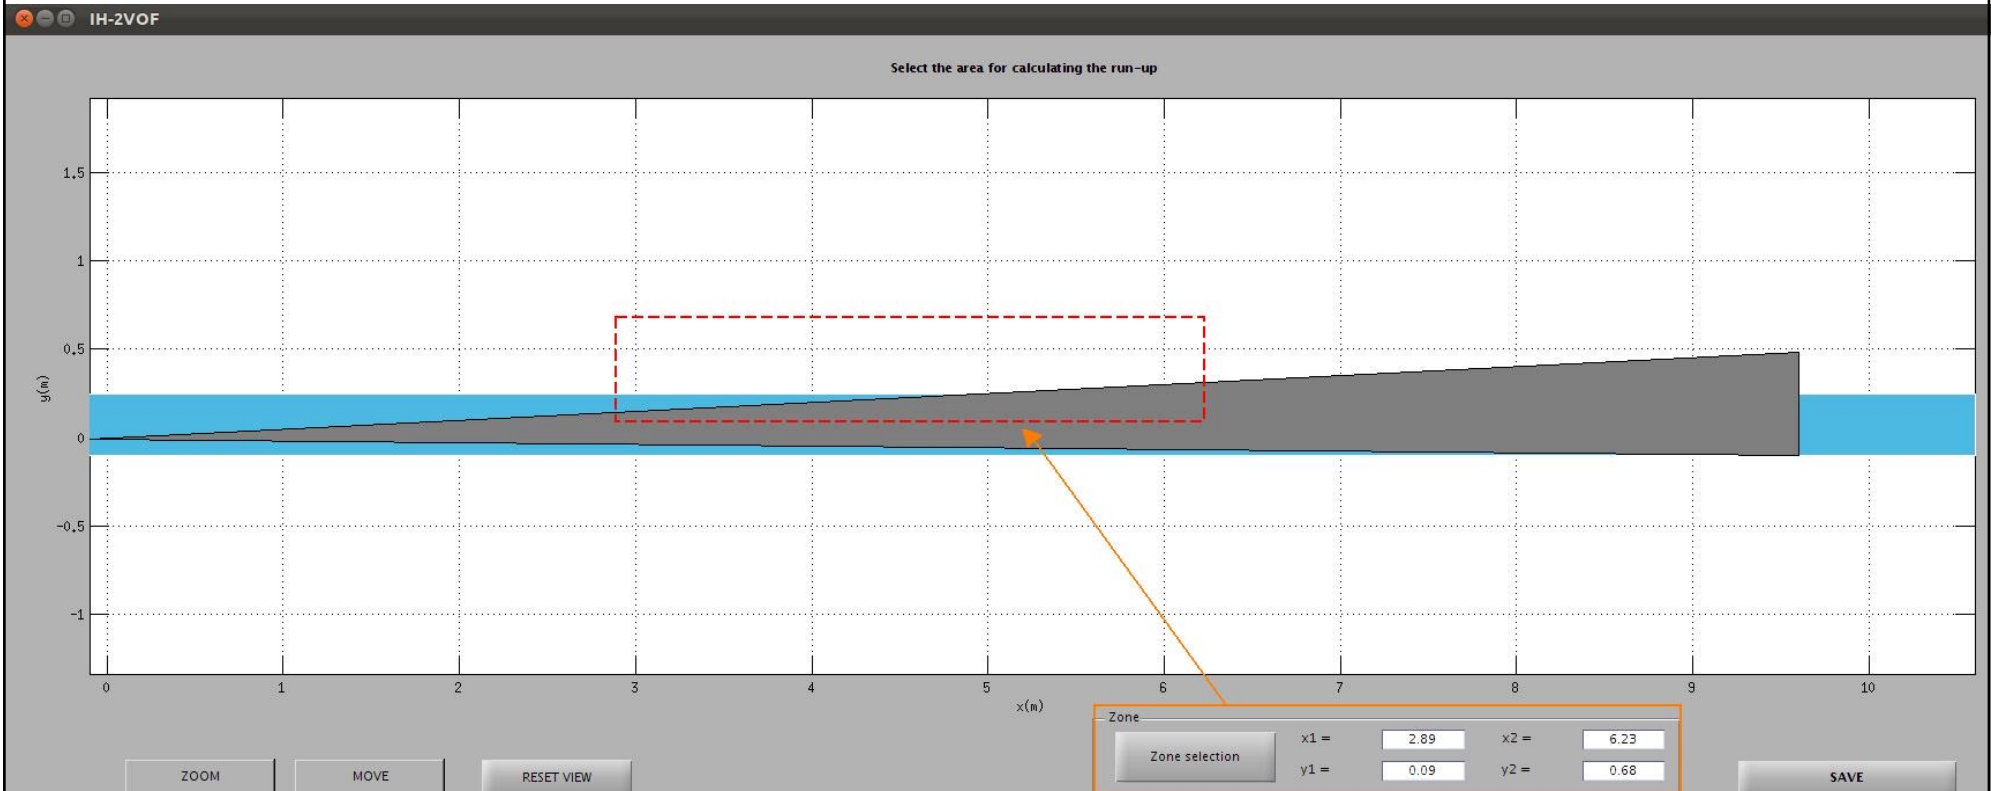 IH-2VOF
Select the area for calculating the run-up
1.5
1
0.5
0
-0.5
-1
y(m)
0 1 2 3 4 5 6 7 8 9 10
x(m)
Zone
Zone selection
x1 = 2.89 x2 = 6.23
y1 = 0.09 y2 = 0.68
ZOOM MOVE RESET VIEW SAVE